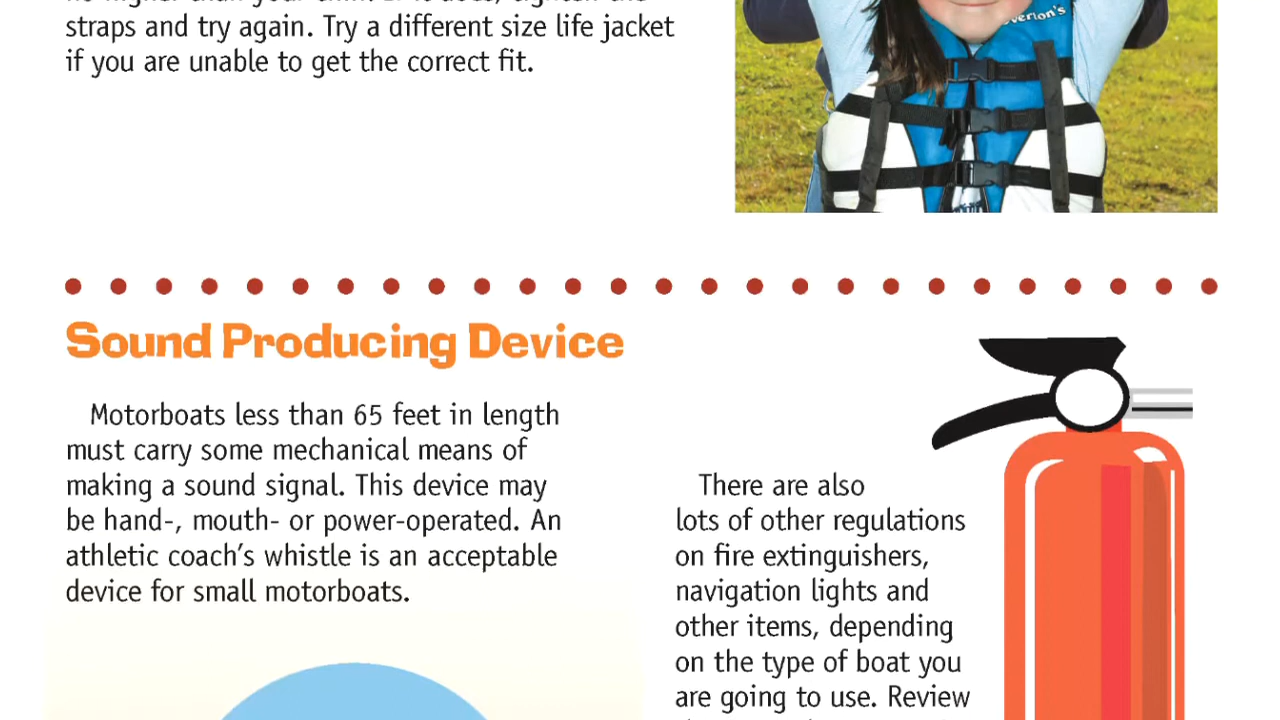 straps and try again. Try a different size life jacket
if you are unable to get the correct fit.
Sound Producing Device
Motorboats less than 65 feet in length
must carry some mechanical means of
making a sound signal. This device may
be hand-, mouth- or power-operated. An
athletic coach's whistle is an acceptable
device for small motorboats.
There are also
lots of other regulations
on fire extinguishers,
navigation lights and
other items, depending
on the type of boat you
are going to use. Review